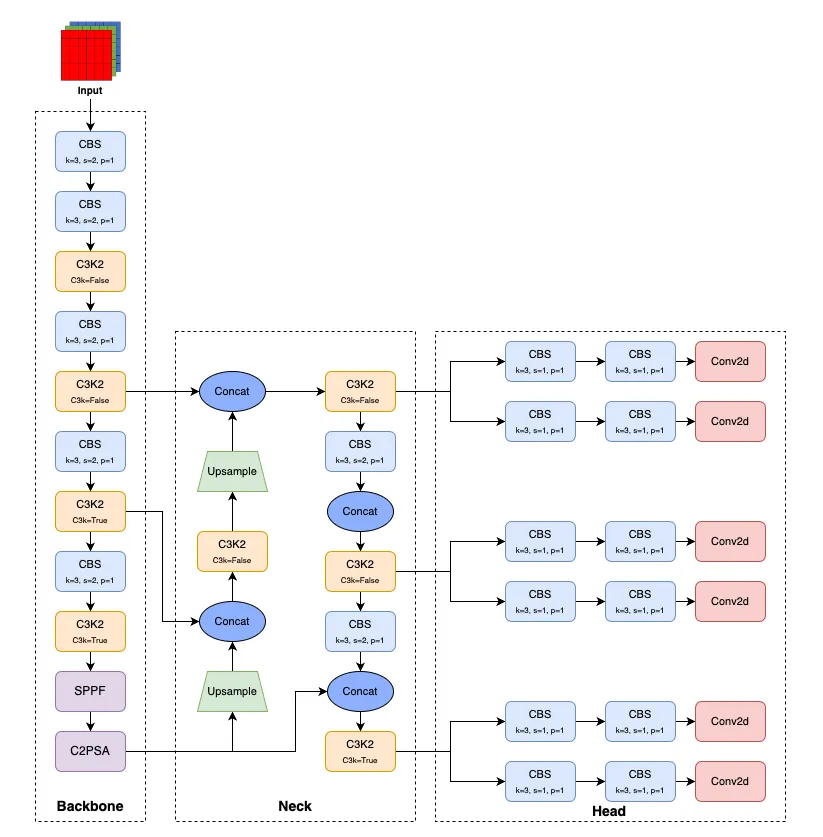 Input
CBS
k=3, s=2, p=1
CBS
k=3, s=2, p=1
C3K2
C3k=False
CBS
k=3, s=2, p=1
C3K2
C3k=False
CBS
k=3, s=2, p=1
C3K2
C3k=True
CBS
k=3, s=2, p=1
C3K2
C3k=True
SPPF
C2PSA
Backbone
Concat
Upsample
C3K2
C3k=False
Concat
Upsample
C3K2
C3k=False
CBS
k=3, s=2, p=1
Concat
C3K2
C3k=False
CBS
k=3, s=2, p=1
Concat
C3K2
C3k=True
Neck
CBS
k=3, s=1, p=1
CBS
k=3, s=1, p=1
Conv2d
CBS
k=3, s=1, p=1
CBS
k=3, s=1, p=1
Conv2d
CBS
k=3, s=1, p=1
CBS
k=3, s=1, p=1
Conv2d
CBS
k=3, s=1, p=1
CBS
k=3, s=1, p=1
Conv2d
CBS
k=3, s=1, p=1
CBS
k=3, s=1, p=1
Conv2d
CBS
k=3, s=1, p=1
CBS
k=3, s=1, p=1
Conv2d
Head